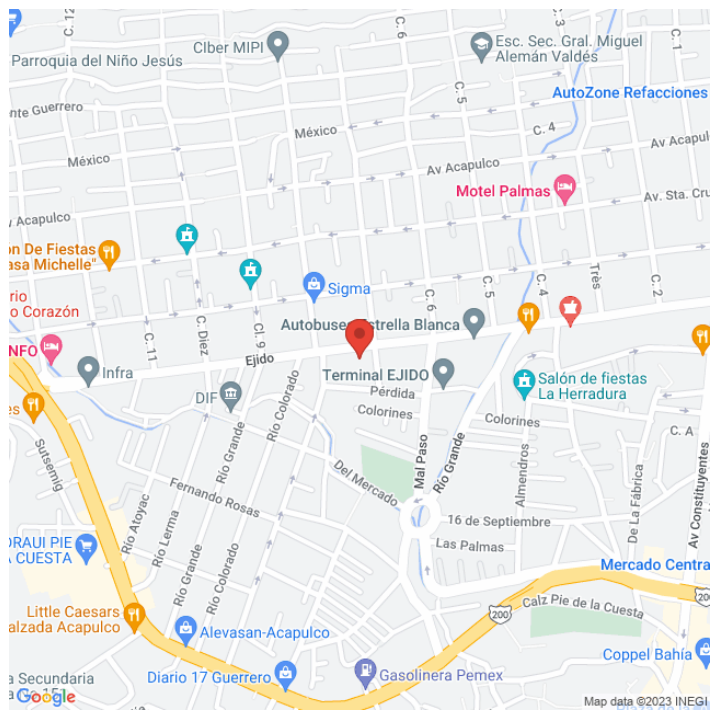 C. 12
CIber MIPI
Parroquia del Niño Jesús
Esc. Sec. Gral. Miguel
Alemán Valdés
C. 3
C. 1
AutoZone Refacciones
nte Guerrero
México
C. 5
C. 4
México
Av Acapulco
Av Acapulco
Motel Palmas
Av. Sta. Cru
v Acapulco
on De Fiestas
asa Michelle"
rio
o Corazón
Sigma
C. 6
C. 5
C. 4
Trés
C. 2
C. 11
C. Diez
Cl. 9
Autobuses Estrella Blanca
NFO
Infra
Ejido
Terminal EJIDO
DIF
Pérdida
Colorines
Salón de fiestas
La Herradura
Colorines
C. A
es
Sutsemig
Río Grande
Río Colorado
Del Mercado
Mal Paso
Río Grande
Almendros
De La Fábrica
Av Constituyentes
Fernando Rosas
Río Atoyac
Río Lerma
Río Grande
Río Colorado
16 de Septiembre
Las Palmas
ORAUI PIE
A CUESTA
Mercado Centra
200
200
Calz Pie de la Cuesta
Little Caesars
alzada Acapulco
Alevasan-Acapulco
Coppel Bahía
Diario 17 Guerrero
Gasolinera Pemex
a Secundaria
Google
Map data ©2023 INEGI